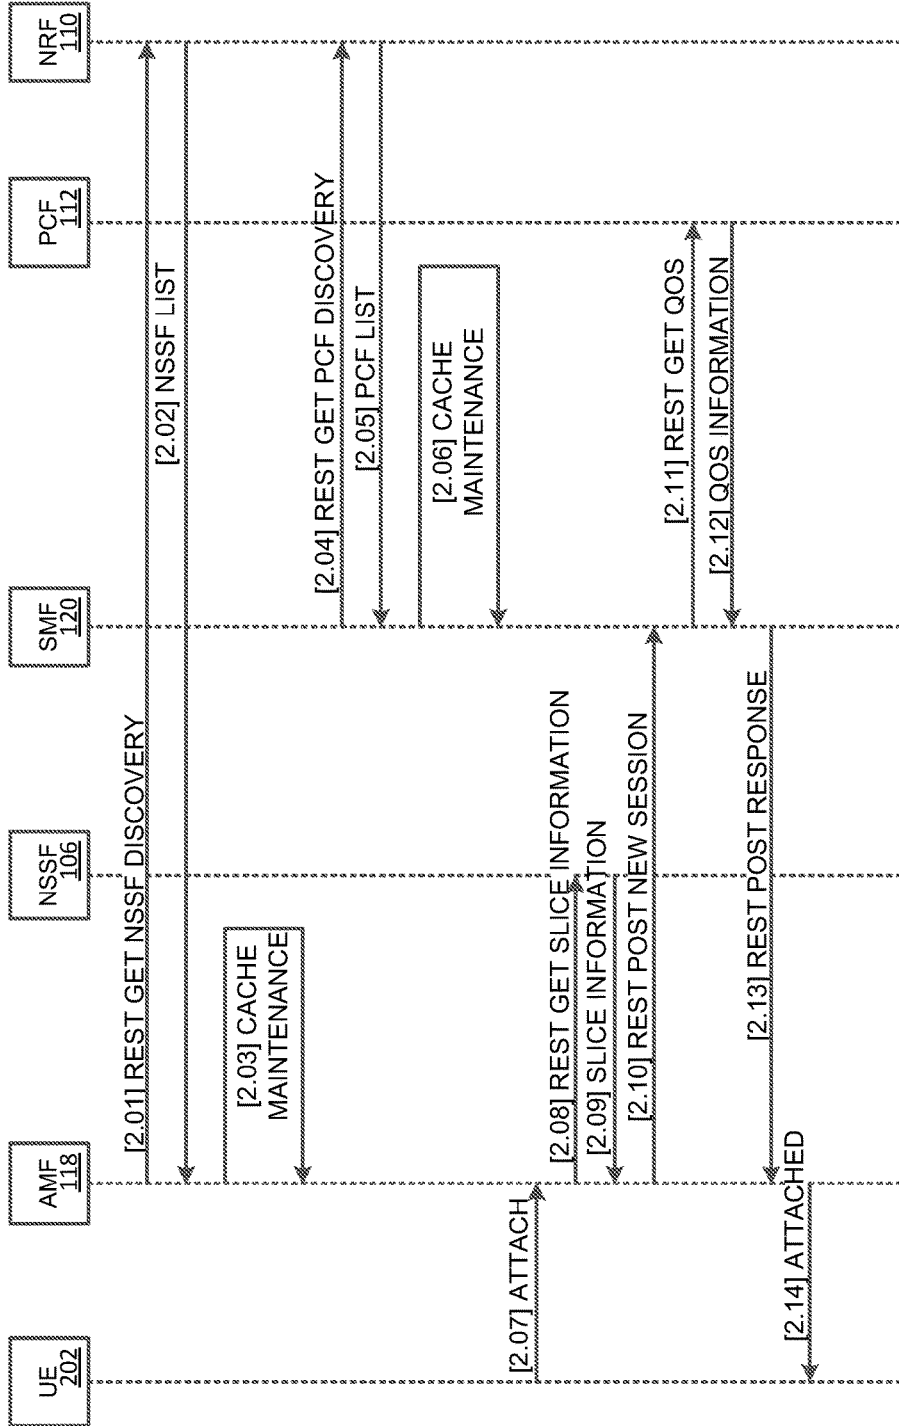 UE
202
AMF
118
NSSF
106
SMF
120
PCF
112
NRF
110
[2.01] REST GET NSSF DISCOVERY
[2.02] NSSF LIST
[2.03] CACHE
MAINTENANCE
[2.04] REST GET PCF DISCOVERY
[2.05] PCF LIST
[2.06] CACHE
MAINTENANCE
[2.07] ATTACH
[2.08] REST GET SLICE INFORMATION
[2.09] SLICE INFORMATION
[2.10] REST POST NEW SESSION
[2.11] REST GET QOS
[2.12] QOS INFORMATION
[2.13] REST POST RESPONSE
[2.14] ATTACHED